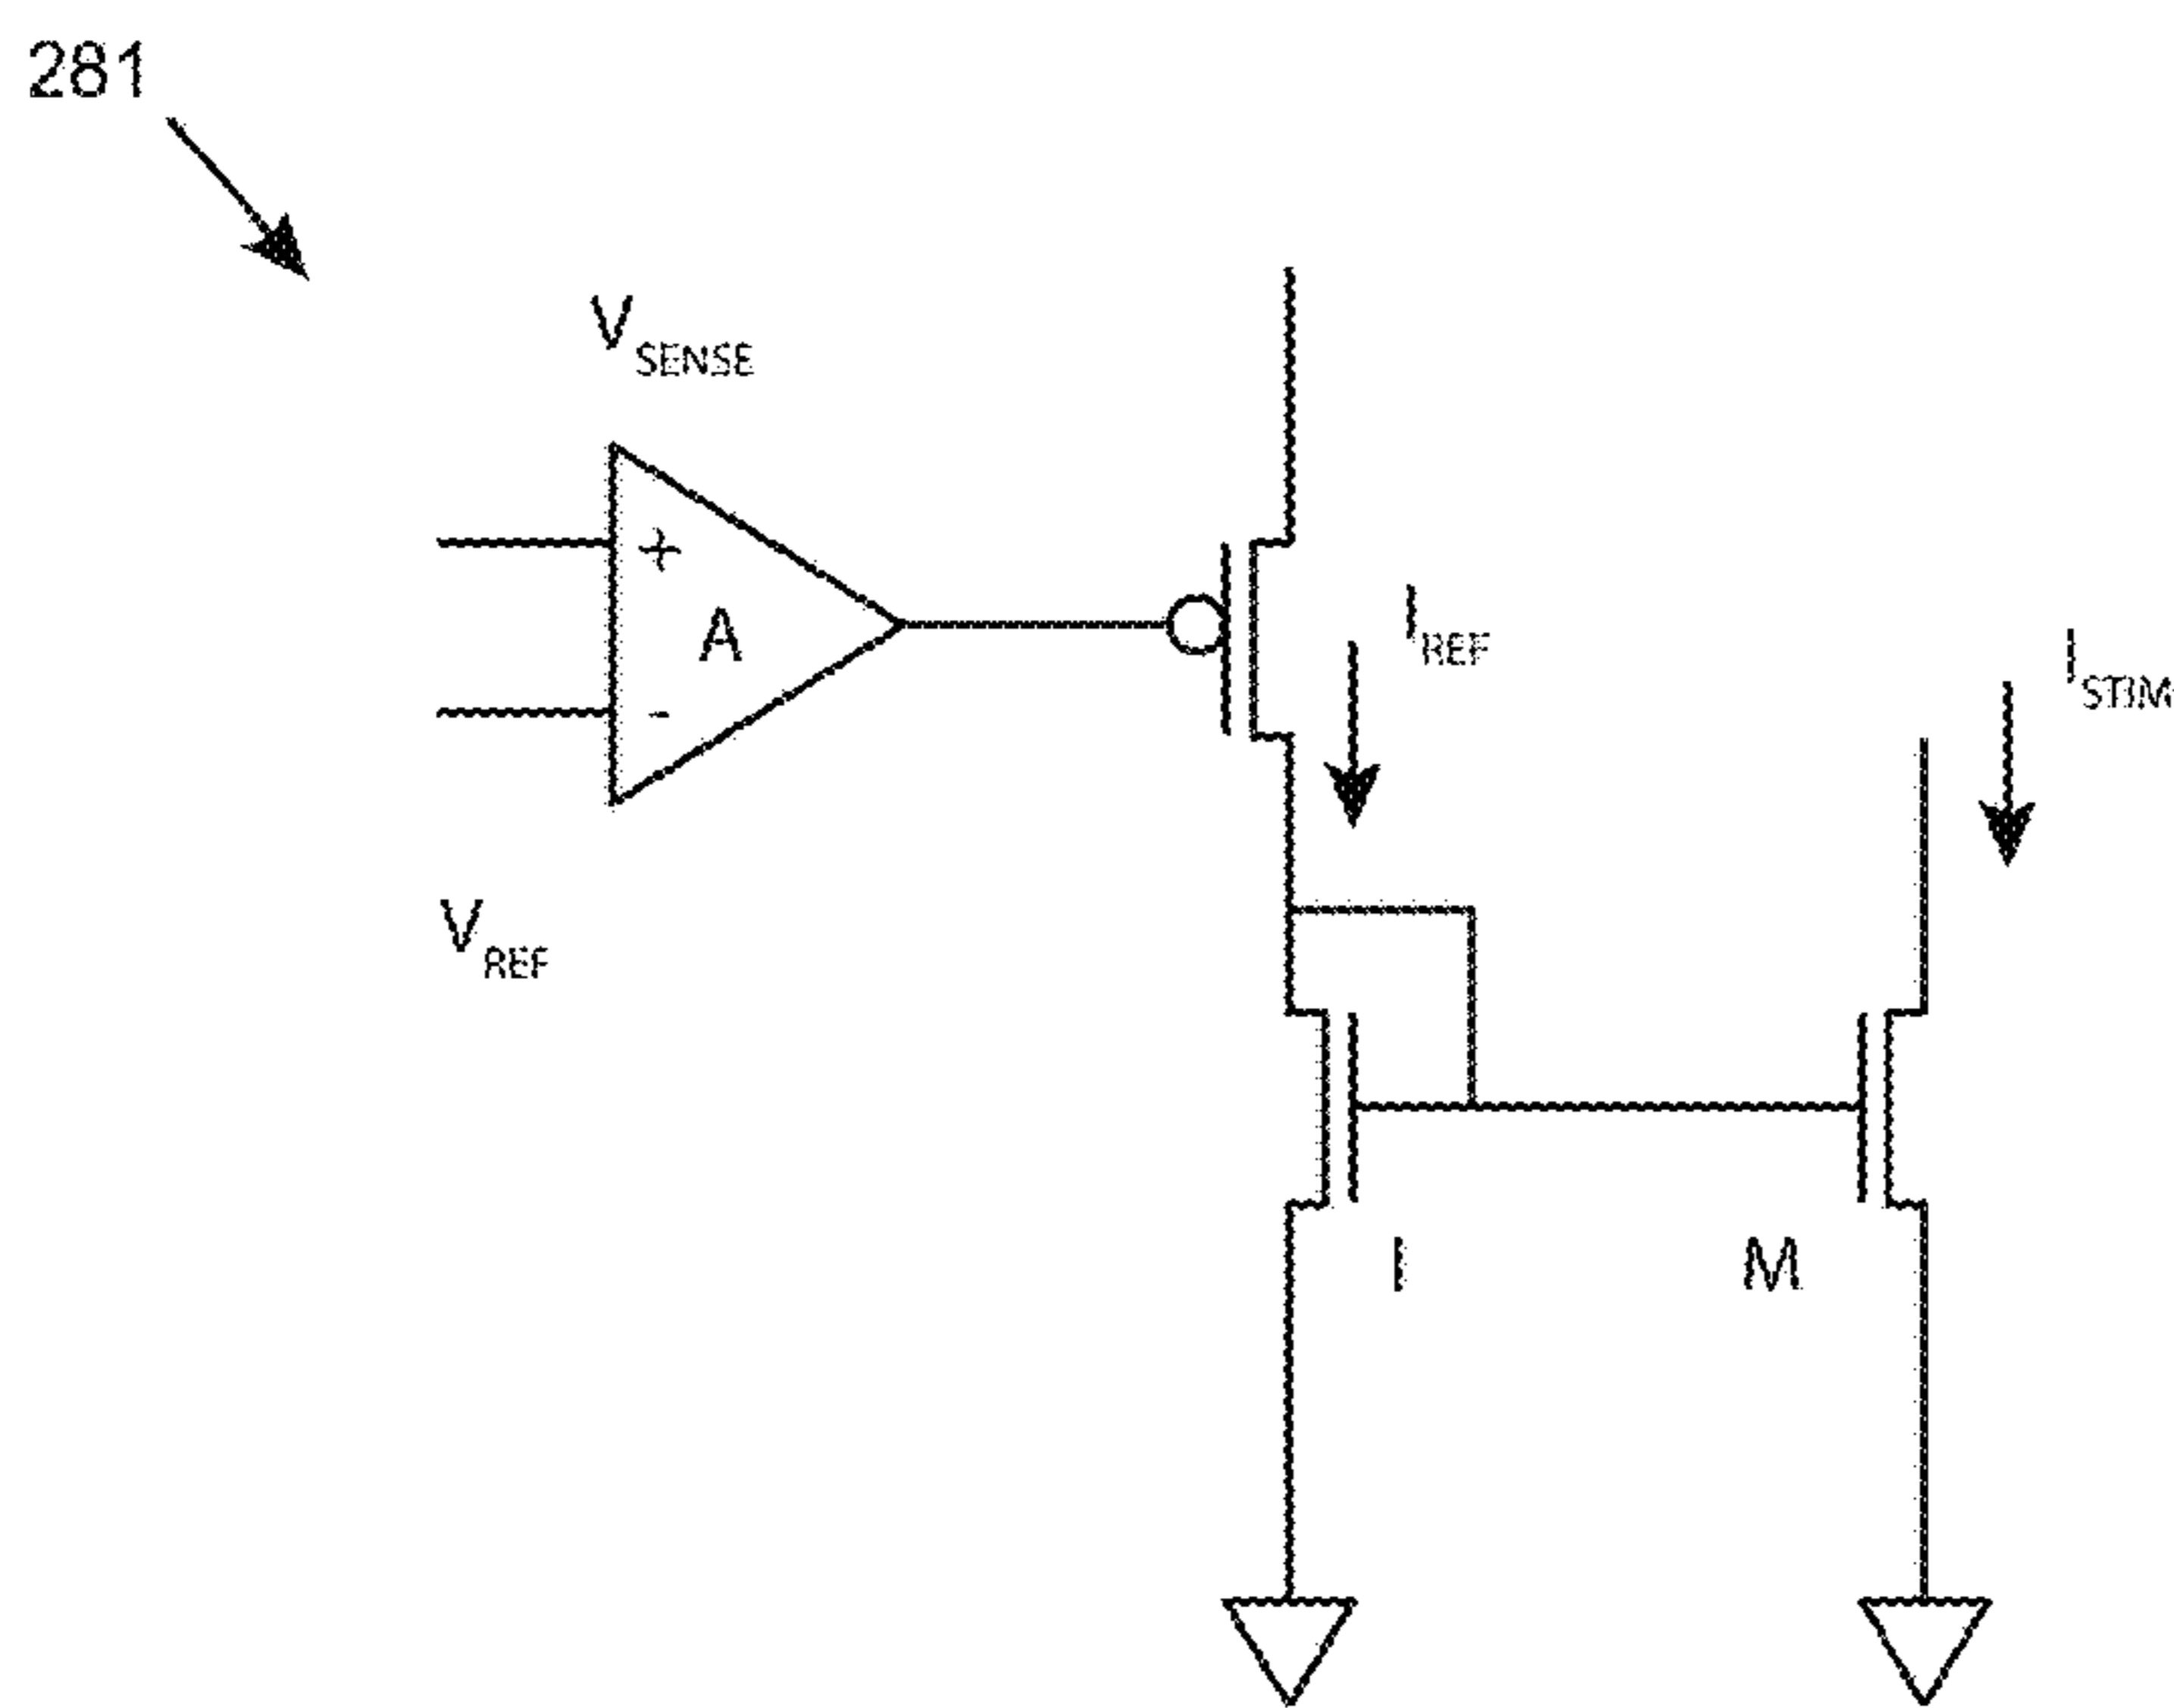 281
VSENSE
+
A
-
VREF
IREF
ISTIM
I
M